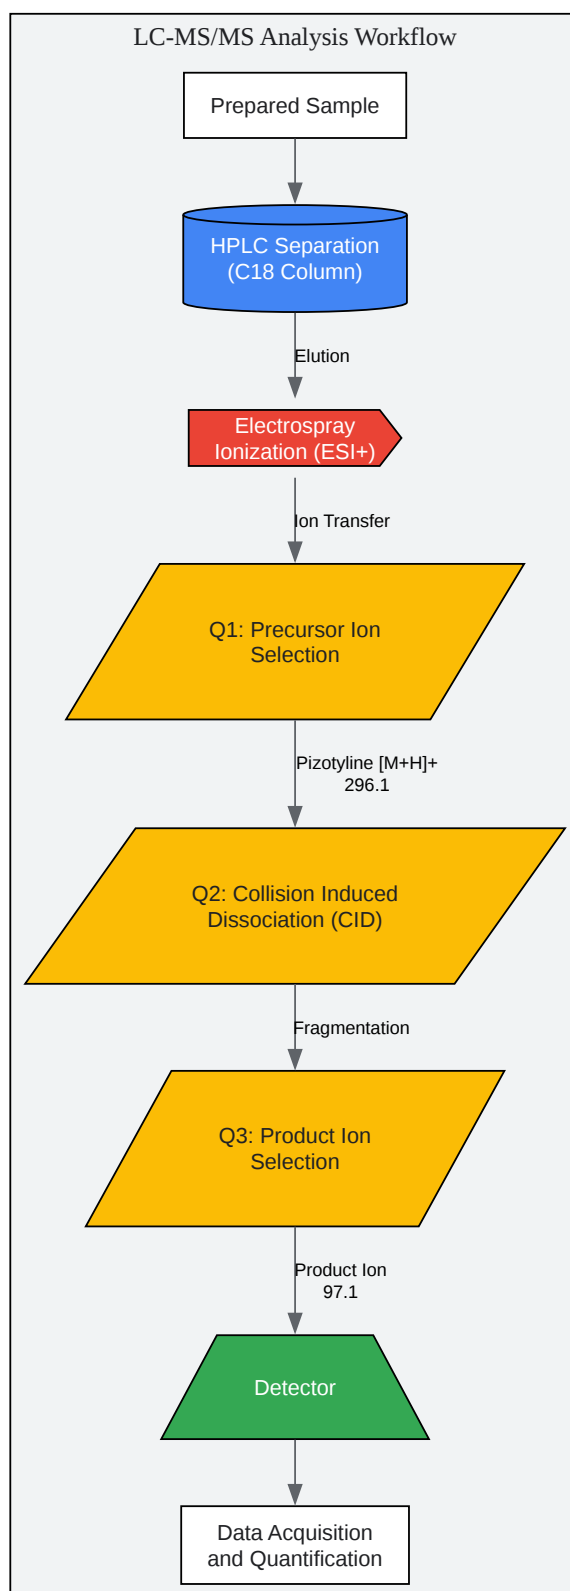 LC-MS/MS Analysis Workflow
Prepared Sample
HPLC Separation
(C18 Column)
Elution
Electrospray
Ionization (ESI+)
Ion Transfer
Q1: Precursor Ion
Selection
Pizotyline [M+H]+
296.1
Q2: Collision Induced
Dissociation (CID)
Fragmentation
Q3: Product Ion
Selection
Product Ion
97.1
Detector
Data Acquisition
and Quantification